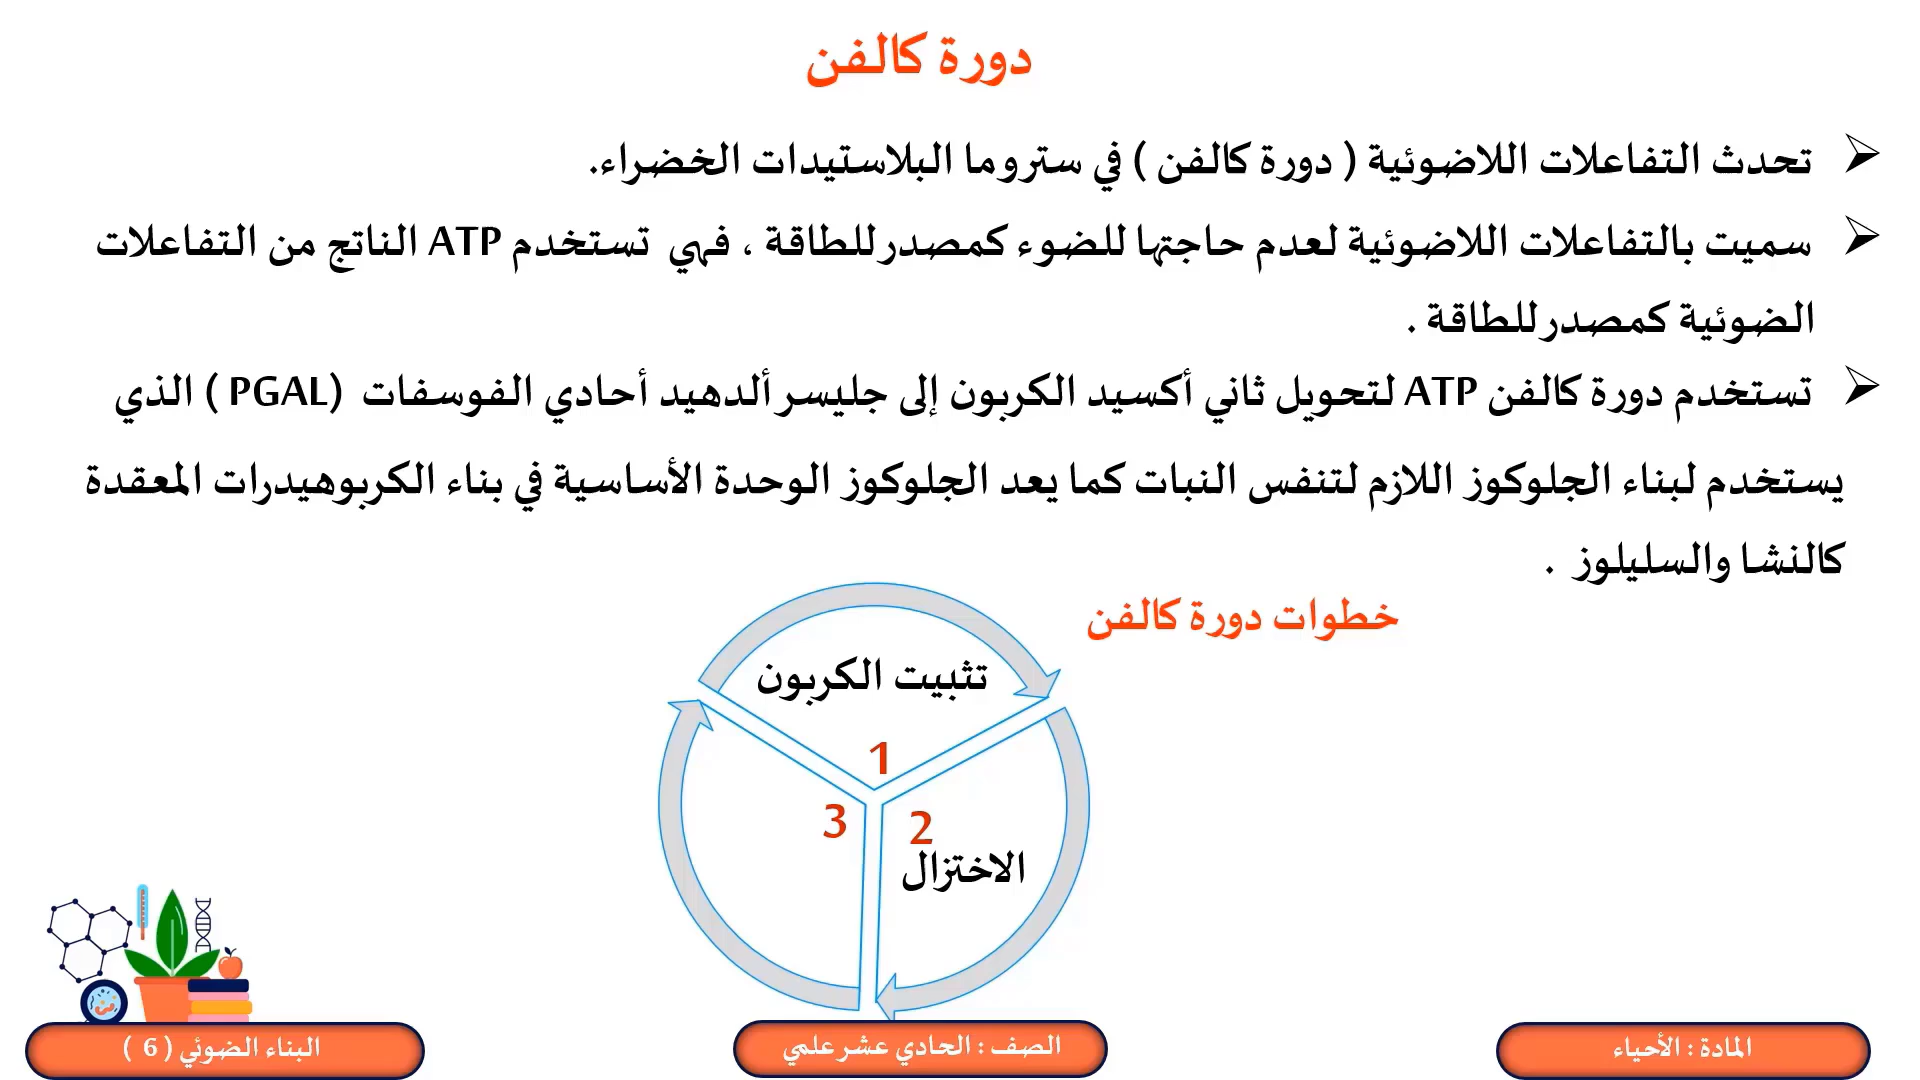 دورة كالفن
تحدث التفاعلات اللاضوئية ( دورة كالفن ) في ستروما البلاستيدات الخضراء.
سميت بالتفاعلات اللاضوئية لعدم حاجتها للضوء كمصدر للطاقة ، فهي تستخدم ATP الناتج من التفاعلات
الضوئية كمصدر للطاقة .
تستخدم دورة كالفن ATP لتحويل ثاني أكسيد الكربون إلى جليسر ألدهيد أحادي الفوسفات (PGAL ) الذي
يستخدم لبناء الجلوكوز اللازم لتنفس النبات كما يعد الجلوكوز الوحدة الأساسية في بناء الكربوهيدرات المعقدة
كالنشا والسليلوز .
خطوات دورة كالفن
تثبيت الكربون
1
2
الاختزال
3
المادة : الأحياء
الصف : الحادي عشر علمي
البناء الضوئي ( 6 )